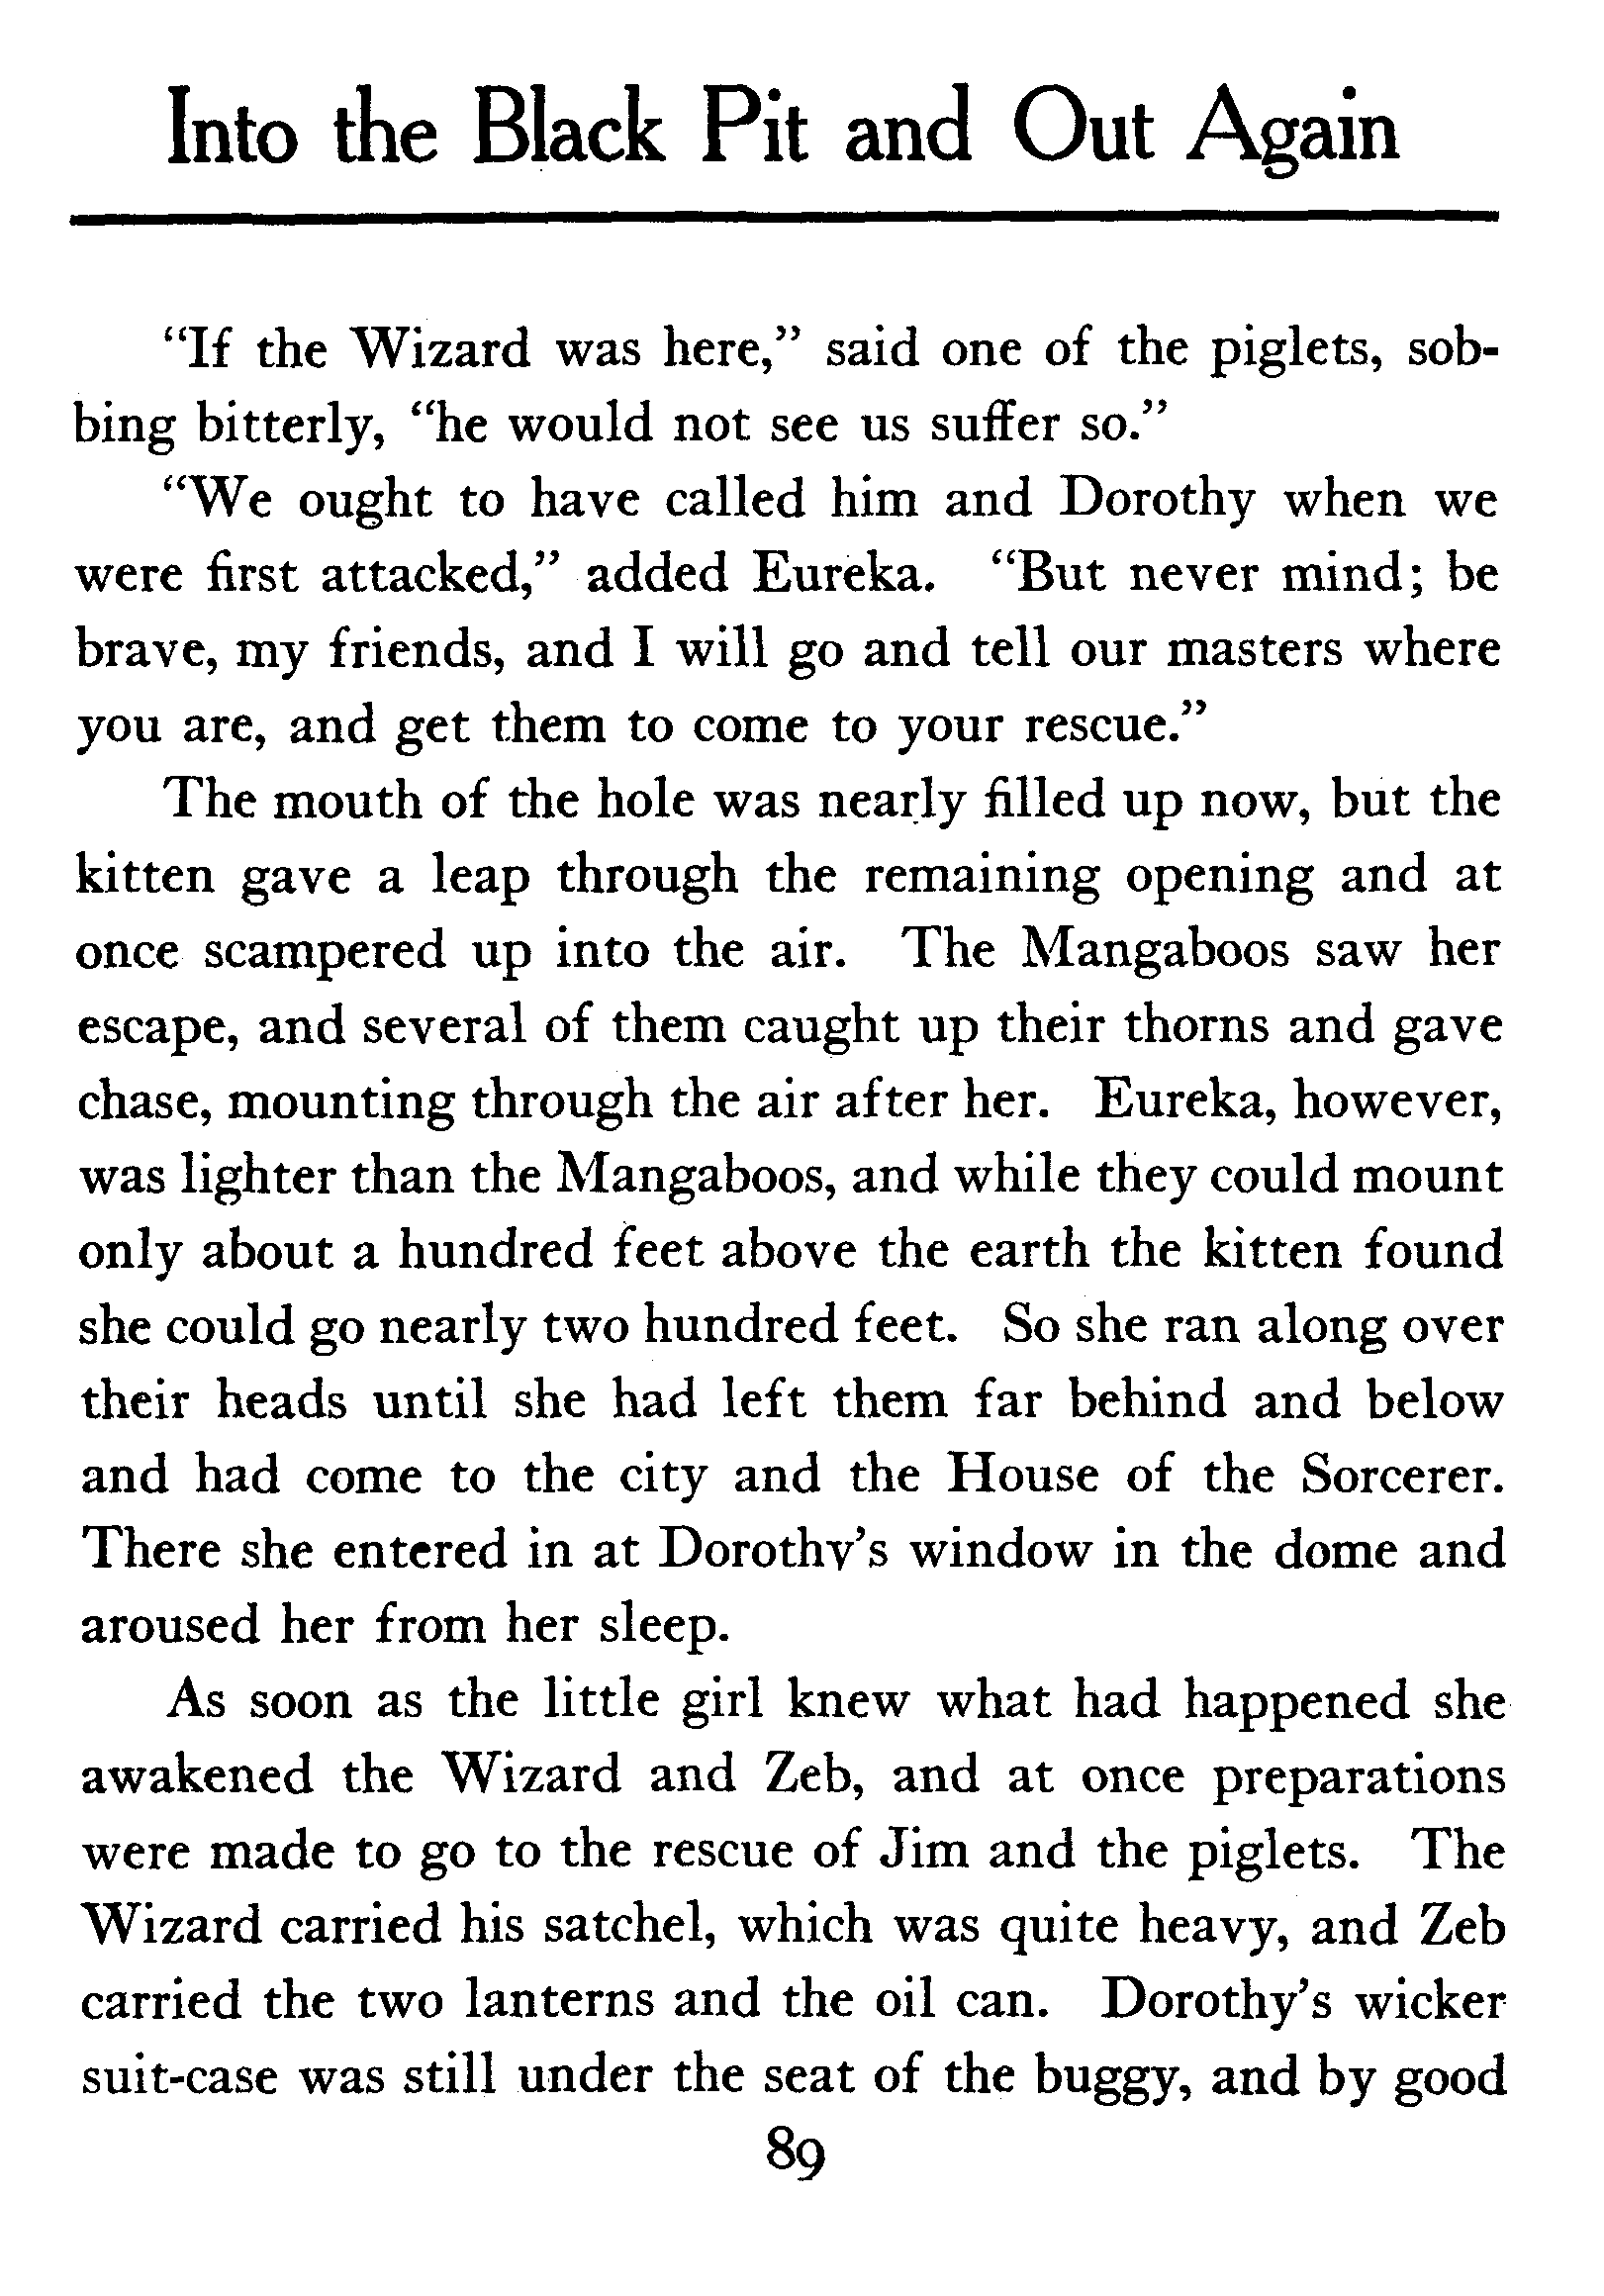 Into the Black Pit and Out Again
"If the Wizard was here," said one of the piglets, sob-
bing bitterly, "he would not see us suffer so."
"We ought to have called him and Dorothy when we
were first attacked," added Eureka. "But never mind; be
brave, my friends, and I will go and tell our masters where
you are, and get them to come to your rescue."
The mouth of the hole was nearly filled up now, but the
kitten gave a leap through the remaining opening and at
once scampered up into the air. The Mangaboos saw her
escape, and several of them caught up their thorns and gave
chase, mounting through the air after her. Eureka, however,
was lighter than the Mangaboos, and while they could mount
only about a hundred feet above the earth the kitten found
she could go nearly two hundred feet. So she ran along over
their heads until she had left them far behind and below
and had come to the city and the House of the Sorcerer.
There she entered in at Dorothy's window in the dome and
aroused her from her sleep.
As soon as the little girl knew what had happened she
awakened the Wizard and Zeb, and at once preparations
were made to go to the rescue of Jim and the piglets. The
Wizard carried his satchel, which was quite heavy, and Zeb
carried the two lanterns and the oil can. Dorothy's wicker
suit-case was still under the seat of the buggy, and by good
89